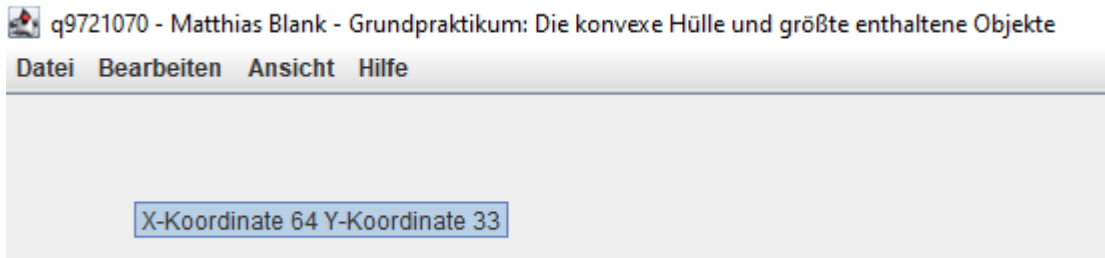 q9721070 - Matthias Blank - Grundpraktikum: Die konvexe Hülle und größte enthaltene Objekte
Datei Bearbeiten Ansicht Hilfe
X-Koordinate 64 Y-Koordinate 33